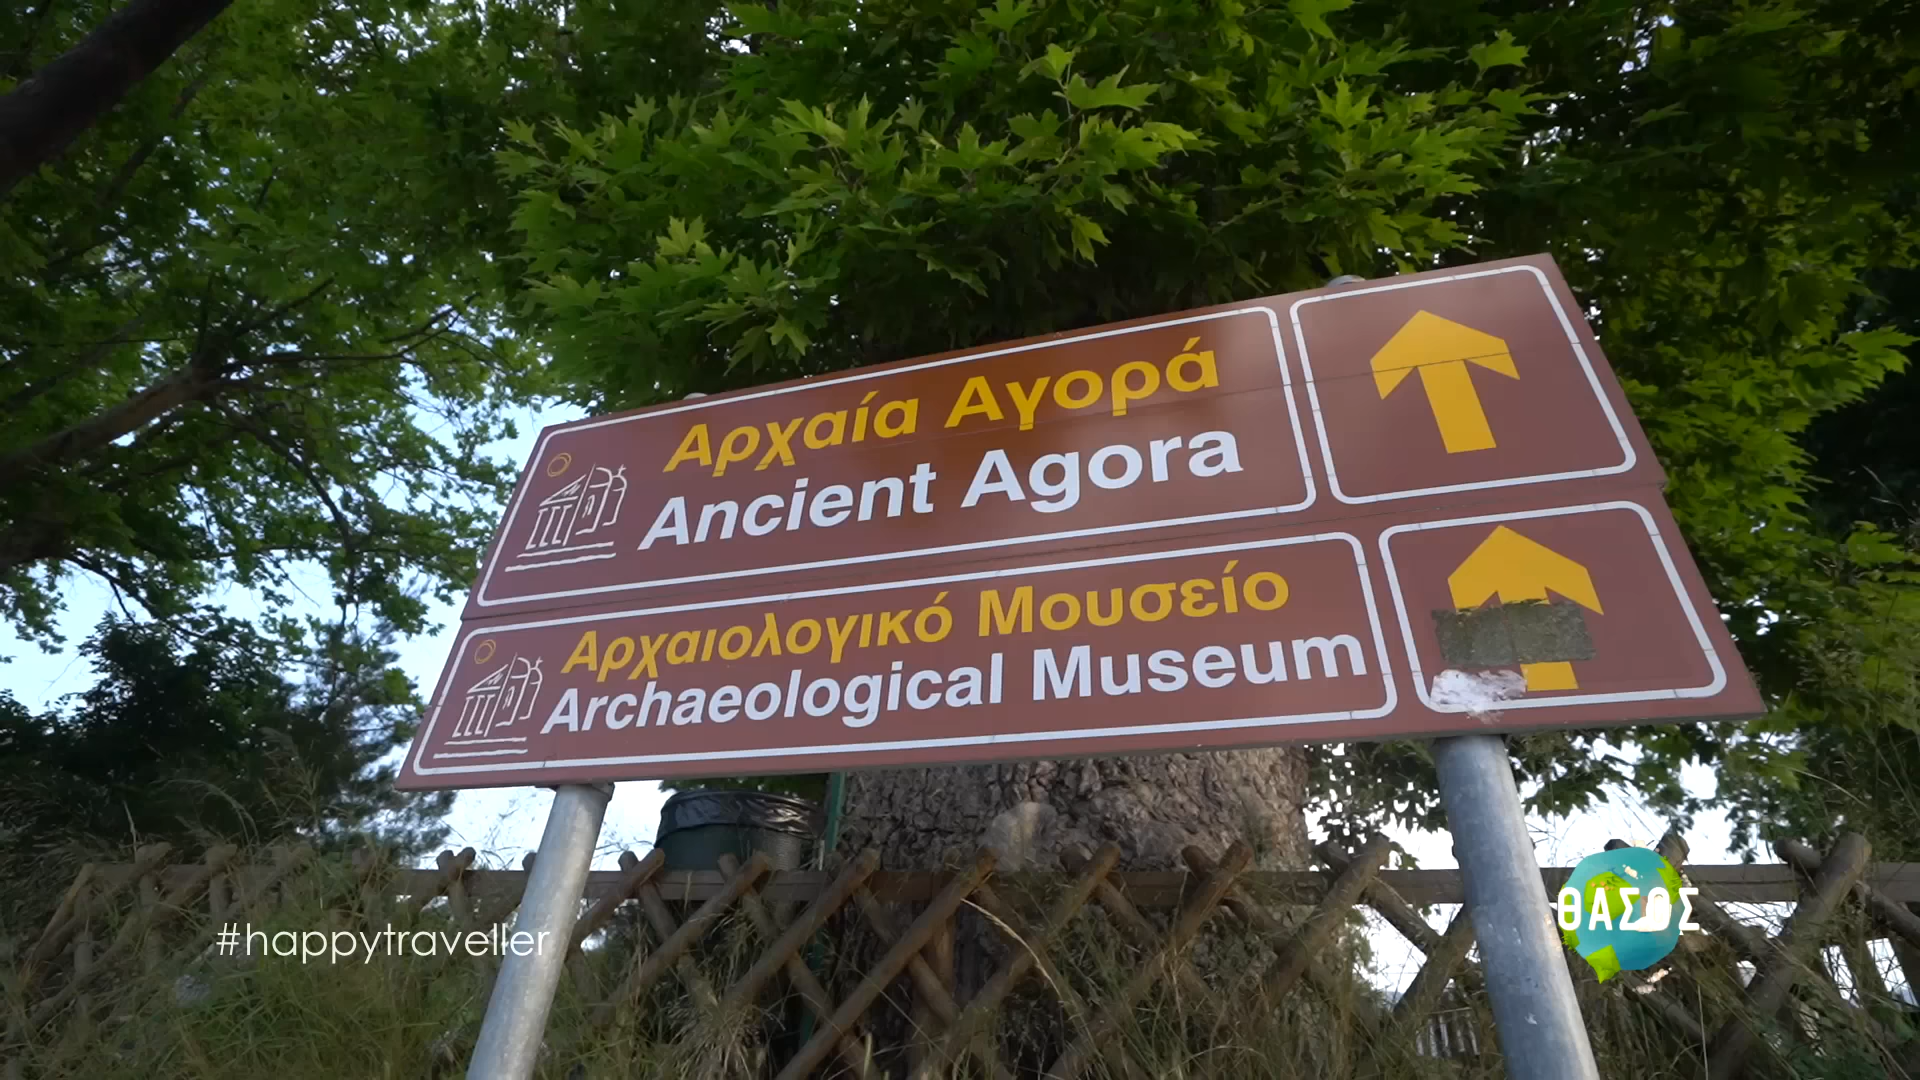 Αρχαία Αγορά
Ancient Agora
Αρχαιολογικό Μουσείο
Archaeological Museum
#happytraveller
ΘΑΣΟΣ